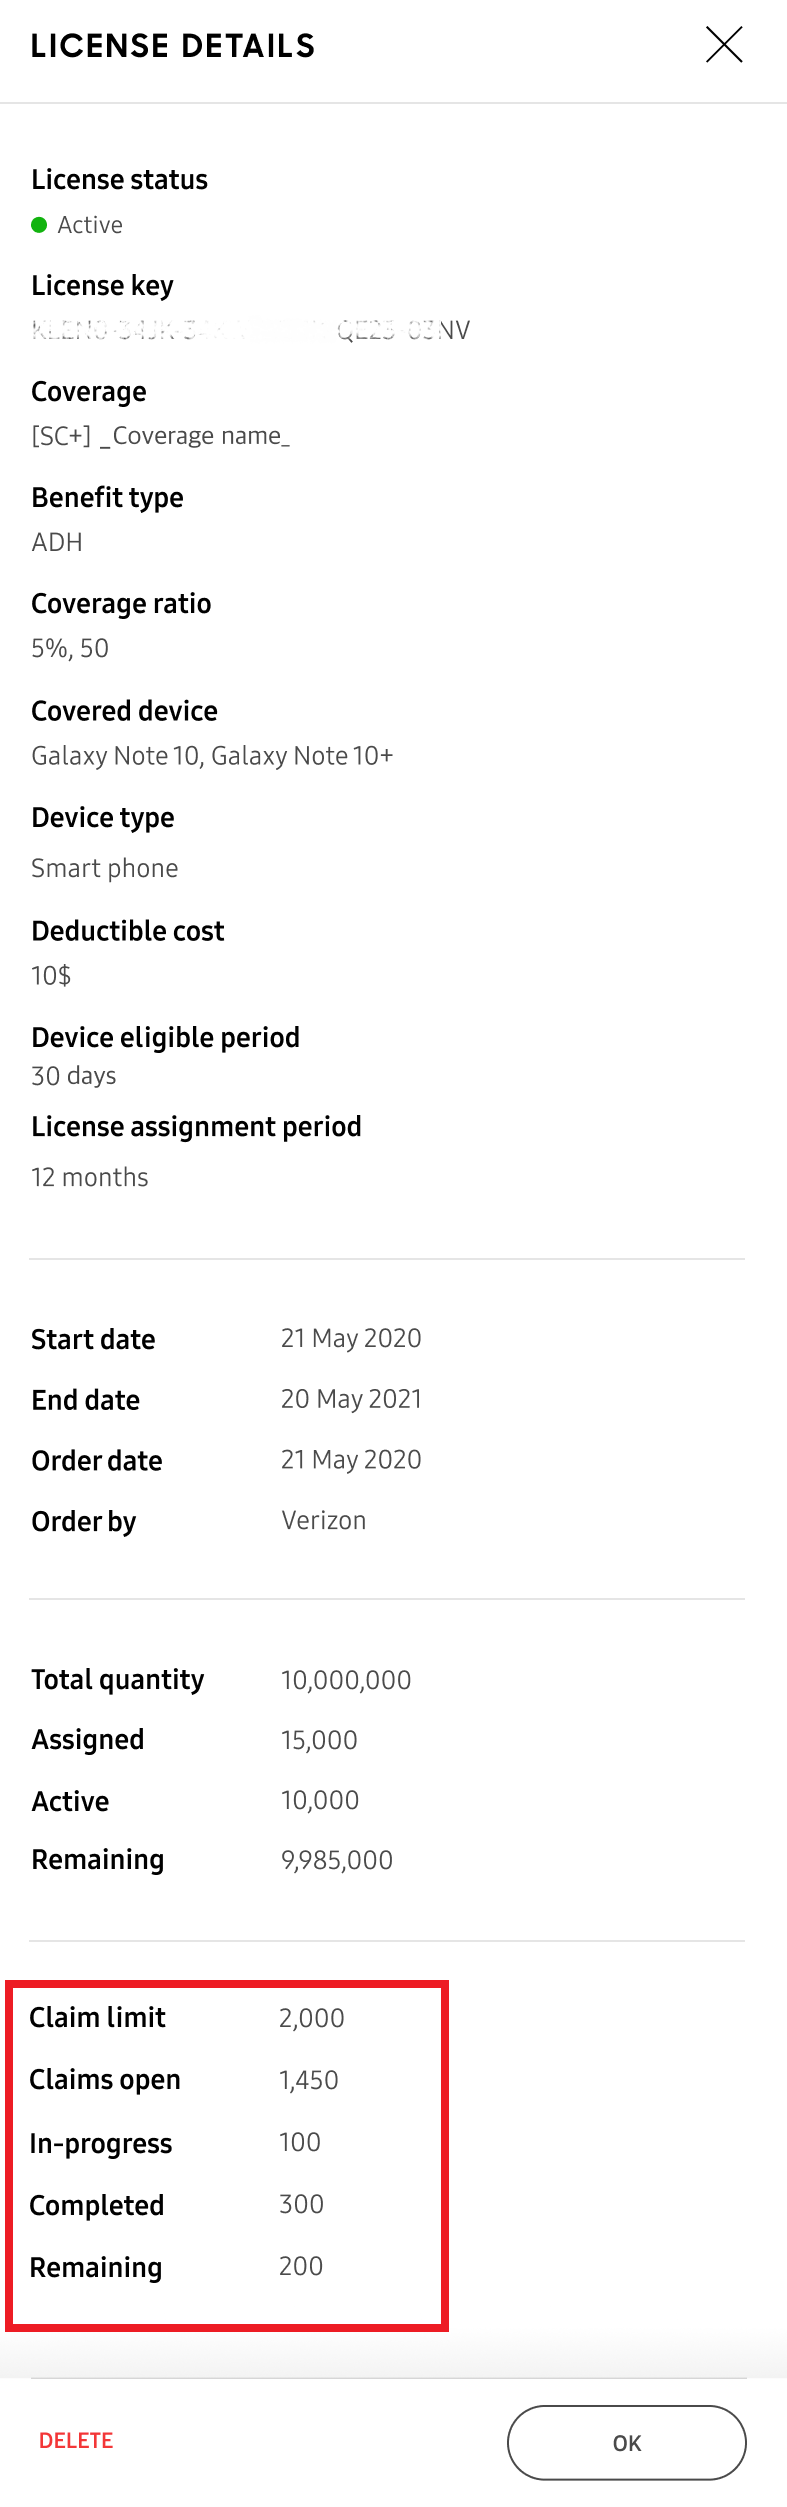 LICENSE DETAILS
License status
Active
License key
NV
Coverage
[SC+] _Coverage name_
Benefit type
ADH
Coverage ratio
5%, 50
Covered device
Galaxy Note 10, Galaxy Note 10+
Device type
Smart phone
Deductible cost
10$
Device eligible period
30 days
License assignment period
12 months
Start date 21 May 2020
End date 20 May 2021
Order date 21 May 2020
Order by Verizon
Total quantity 10,000,000
Assigned 15,000
Active 10,000
Remaining 9,985,000
Claim limit 2,000
Claims open 1,450
In-progress 100
Completed 300
Remaining 200
DELETE OK